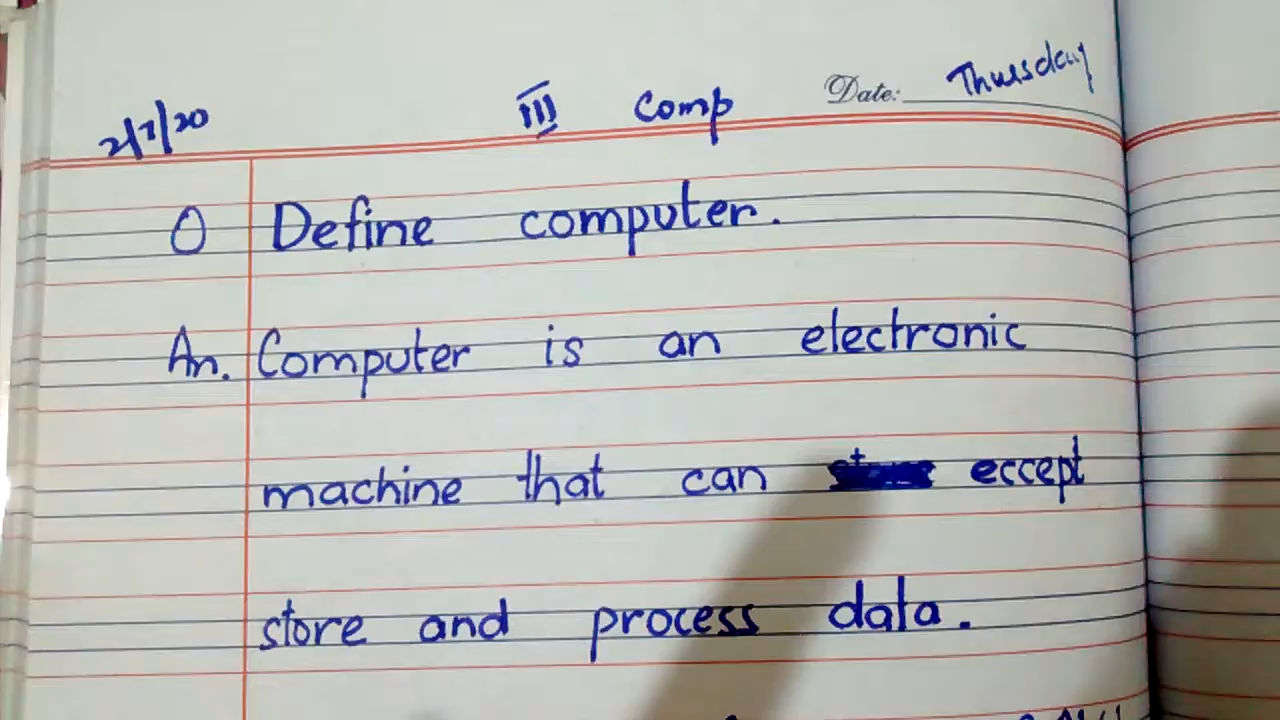 2/7/20 III Comp Date: Thursday
Q Define computer.
An. Computer is an electronic
machine that can eccept
store and process data.